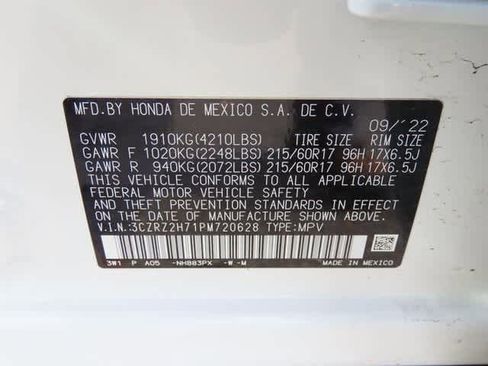 MFD.BY HONDA DE MEXICO S.A. DE C.V.
09/'22
GVWR 1910KG(4210LBS) TIRE SIZE RIM SIZE
GAWR F 1020KG(2248LBS) 215/60R17 96H 17X6.5J
GAWR R 940KG(2072LBS) 215/60R17 96H 17X6.5J
THIS VEHICLE CONFORMS TO ALL APPLICABLE
FEDERAL MOTOR VEHICLE SAFETY
AND THEFT PREVENTION STANDARDS IN EFFECT
ON THE DATE OF MANUFACTURE SHOWN ABOVE.
V.I.N.:3CZRZ2H71PM720628 TYPE:MPV
3W1 P A05 -NH883PX -W -M
MADE IN MEXICO